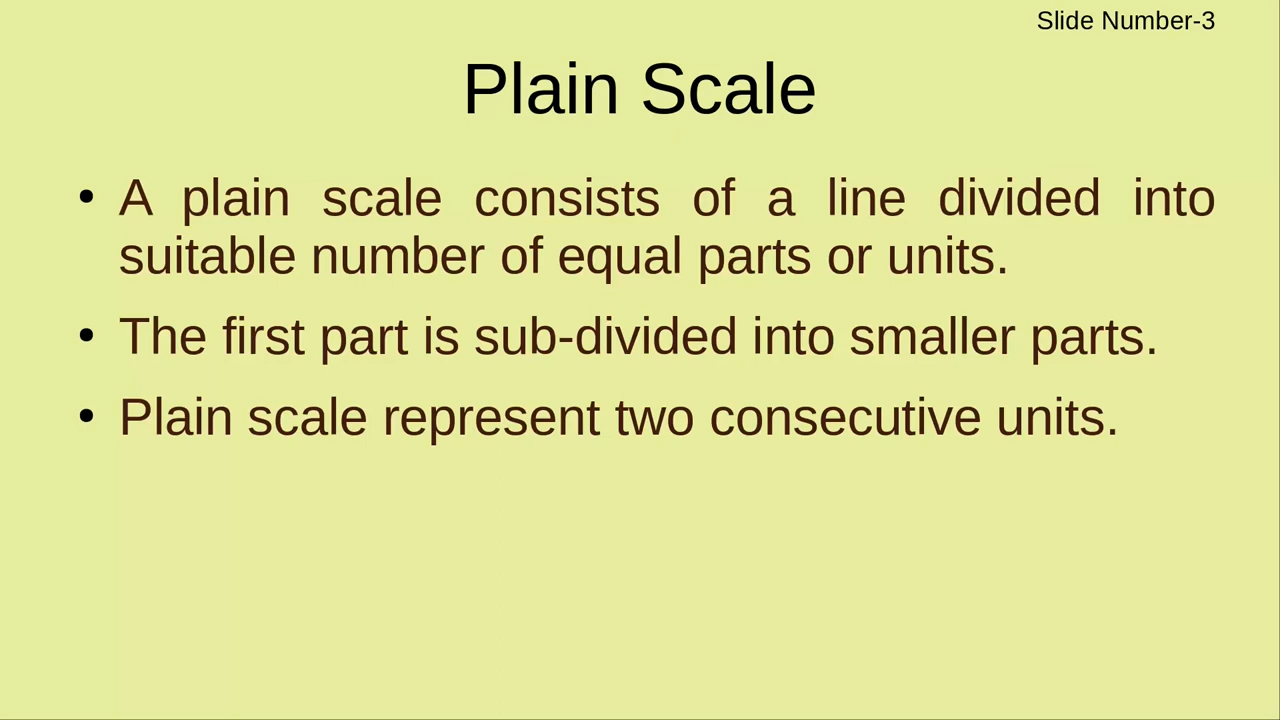 Slide Number-3
Plain Scale
• A plain scale consists of a line divided into
suitable number of equal parts or units.
• The first part is sub-divided into smaller parts.
• Plain scale represent two consecutive units.